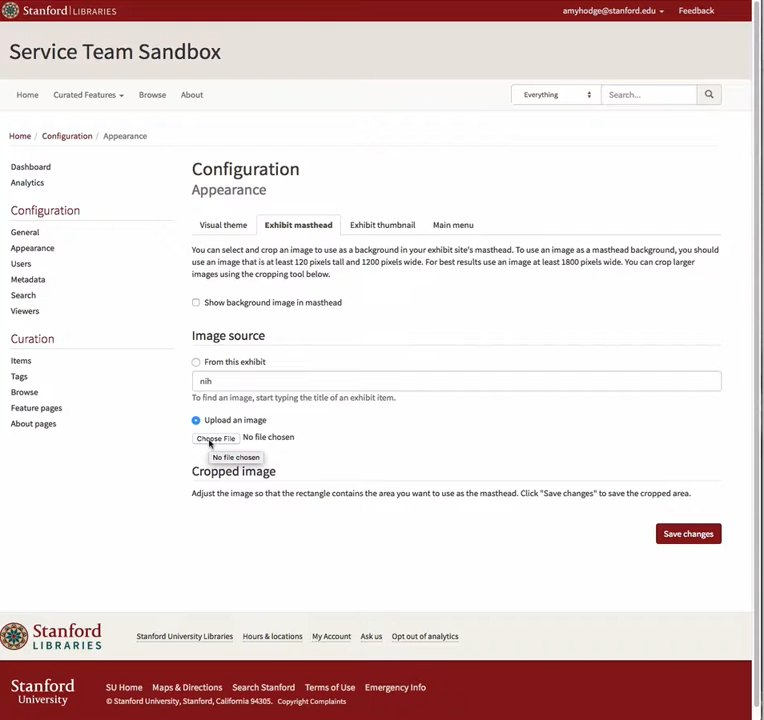 Stanford | LIBRARIES
amyhodge@stanford.edu
Feedback
Service Team Sandbox
Home Curated Features Browse About
Everything
Search...
Home / Configuration / Appearance
Dashboard
Analytics
Configuration
General
Appearance
Users
Metadata
Search
Viewers
Curation
Items
Tags
Browse
Feature pages
About pages
Configuration
Appearance
Visual theme Exhibit masthead Exhibit thumbnail Main menu
You can select and crop an image to use as a background in your exhibit site's masthead. To use an image as a masthead background, you should
use an image that is at least 120 pixels tall and 1200 pixels wide. For best results use an image at least 1800 pixels wide. You can crop larger
images using the cropping tool below.
Show background image in masthead
Image source
From this exhibit
nih
To find an image, start typing the title of an exhibit item.
Upload an image
Choose File No file chosen
No file chosen
Cropped image
Adjust the image so that the rectangle contains the area you want to use as the masthead. Click "Save changes" to save the cropped area.
Save changes
Stanford
LIBRARIES
Stanford University Libraries Hours & locations My Account Ask us Opt out of analytics
Stanford
University
SU Home Maps & Directions Search Stanford Terms of Use Emergency Info
© Stanford University, Stanford, California 94305. Copyright Complaints